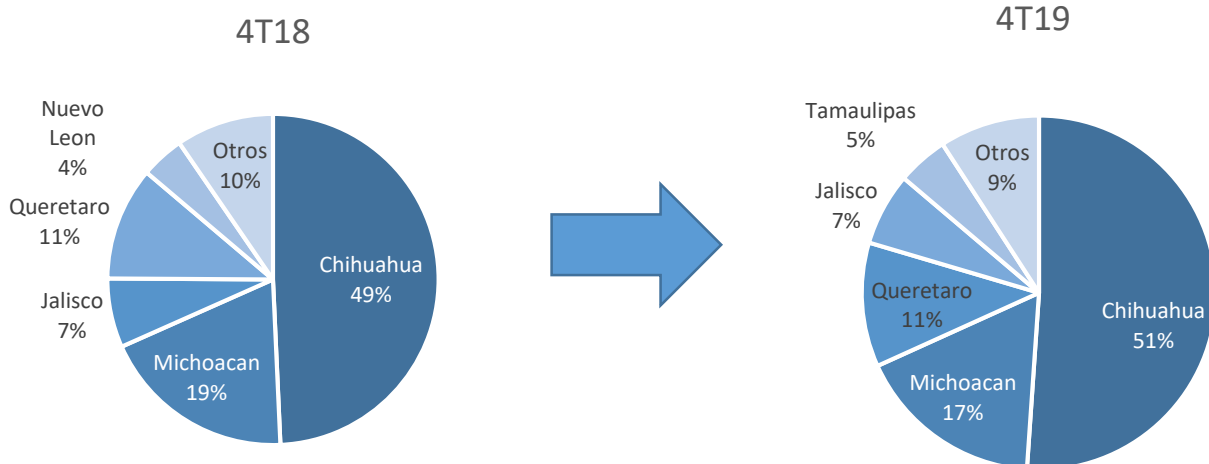 4T18
Nuevo
Leon
4%
Otros
10%
Queretaro
11%
Chihuahua
49%
Jalisco
7%
Michoacan
19%
4T19
Tamaulipas
5%
Otros
9%
Jalisco
7%
Queretaro
11%
Chihuahua
51%
Michoacan
17%